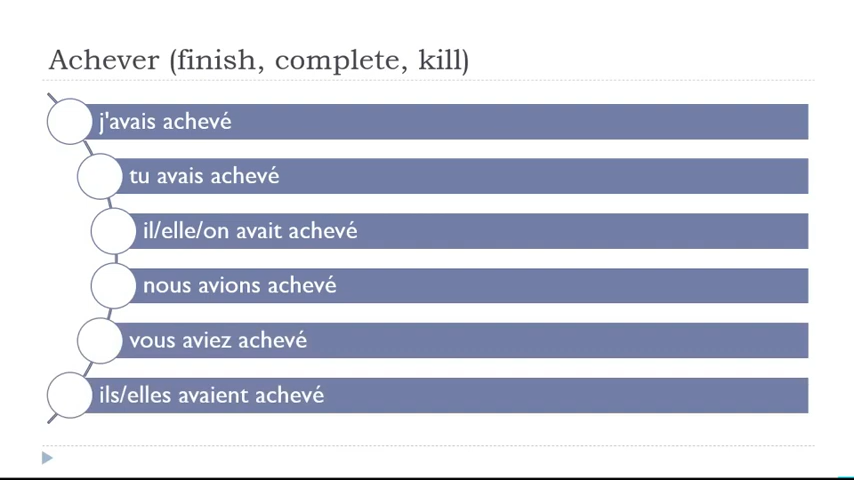 Achever (finish, complete, kill)
j'avais achevé
tu avais achevé
il/elle/on avait achevé
nous avions achevé
vous aviez achevé
ils/elles avaient achevé